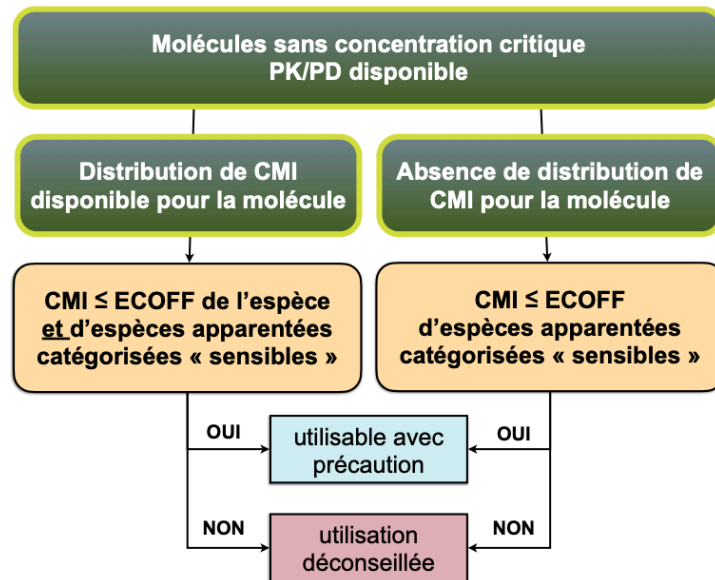 Molécules sans concentration critique
PK/PD disponible
Distribution de CMI
disponible pour la molécule
Absence de distribution de
CMI pour la molécule
CMI ≤ ECOFF de l'espèce
et d'espèces apparentées
catégorisées « sensibles »
CMI ≤ ECOFF
d'espèces apparentées
catégorisées « sensibles »
OUI
utilisable avec
précaution
OUI
NON
utilisation
déconseillée
NON